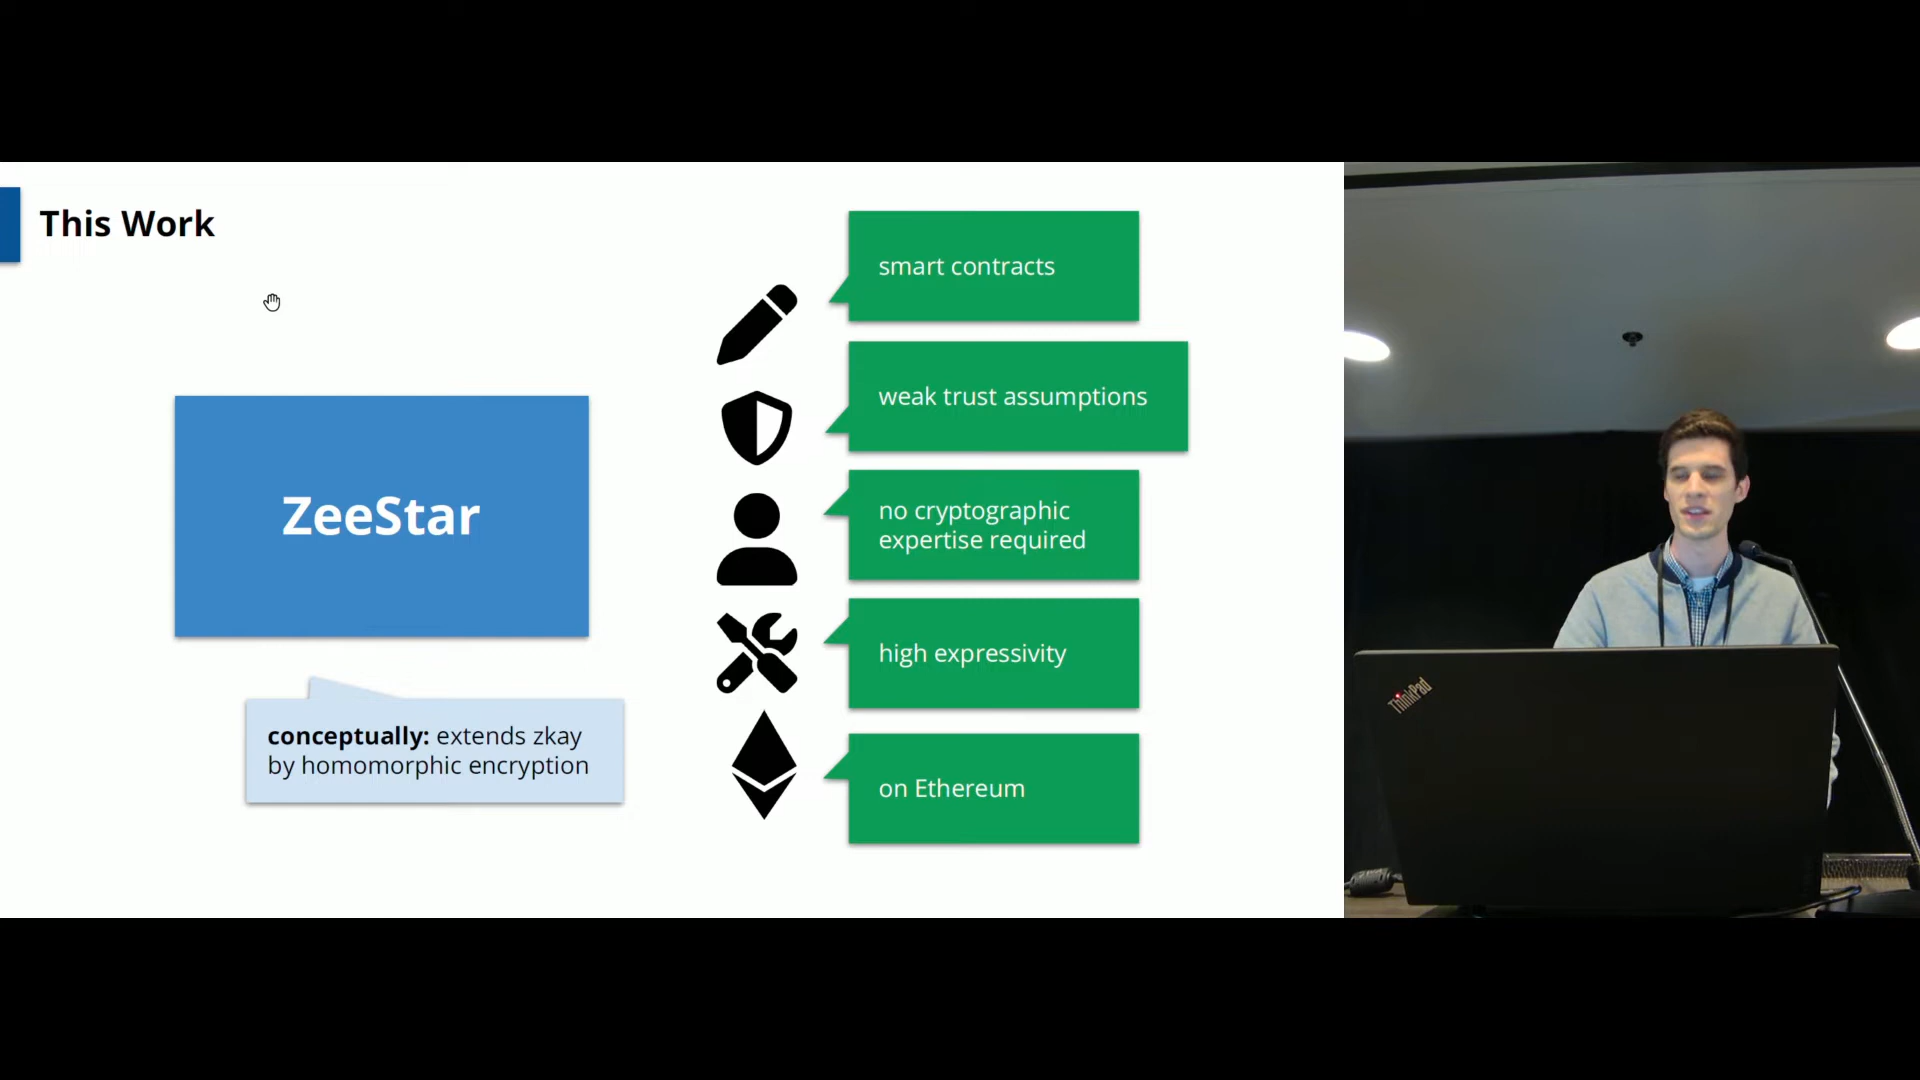 This Work
ZeeStar
conceptually: extends zkay
by homomorphic encryption
smart contracts
weak trust assumptions
no cryptographic
expertise required
high expressivity
on Ethereum
ThinkPad